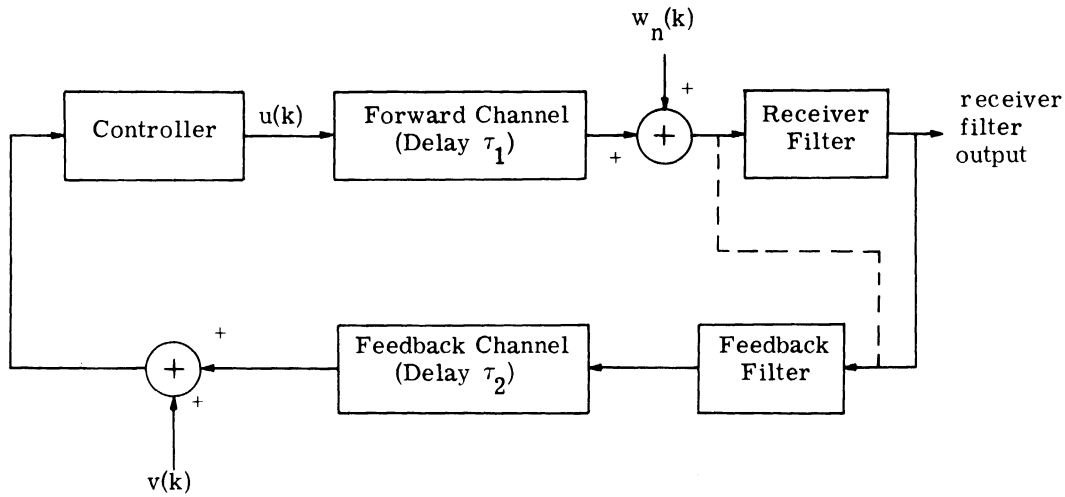 w_n(k)
+
Controller
u(k)
Forward Channel
(Delay τ_1)
+
+
Receiver
Filter
receiver
filter
output
+
+
Feedback Channel
(Delay τ_2)
Feedback
Filter
+
v(k)